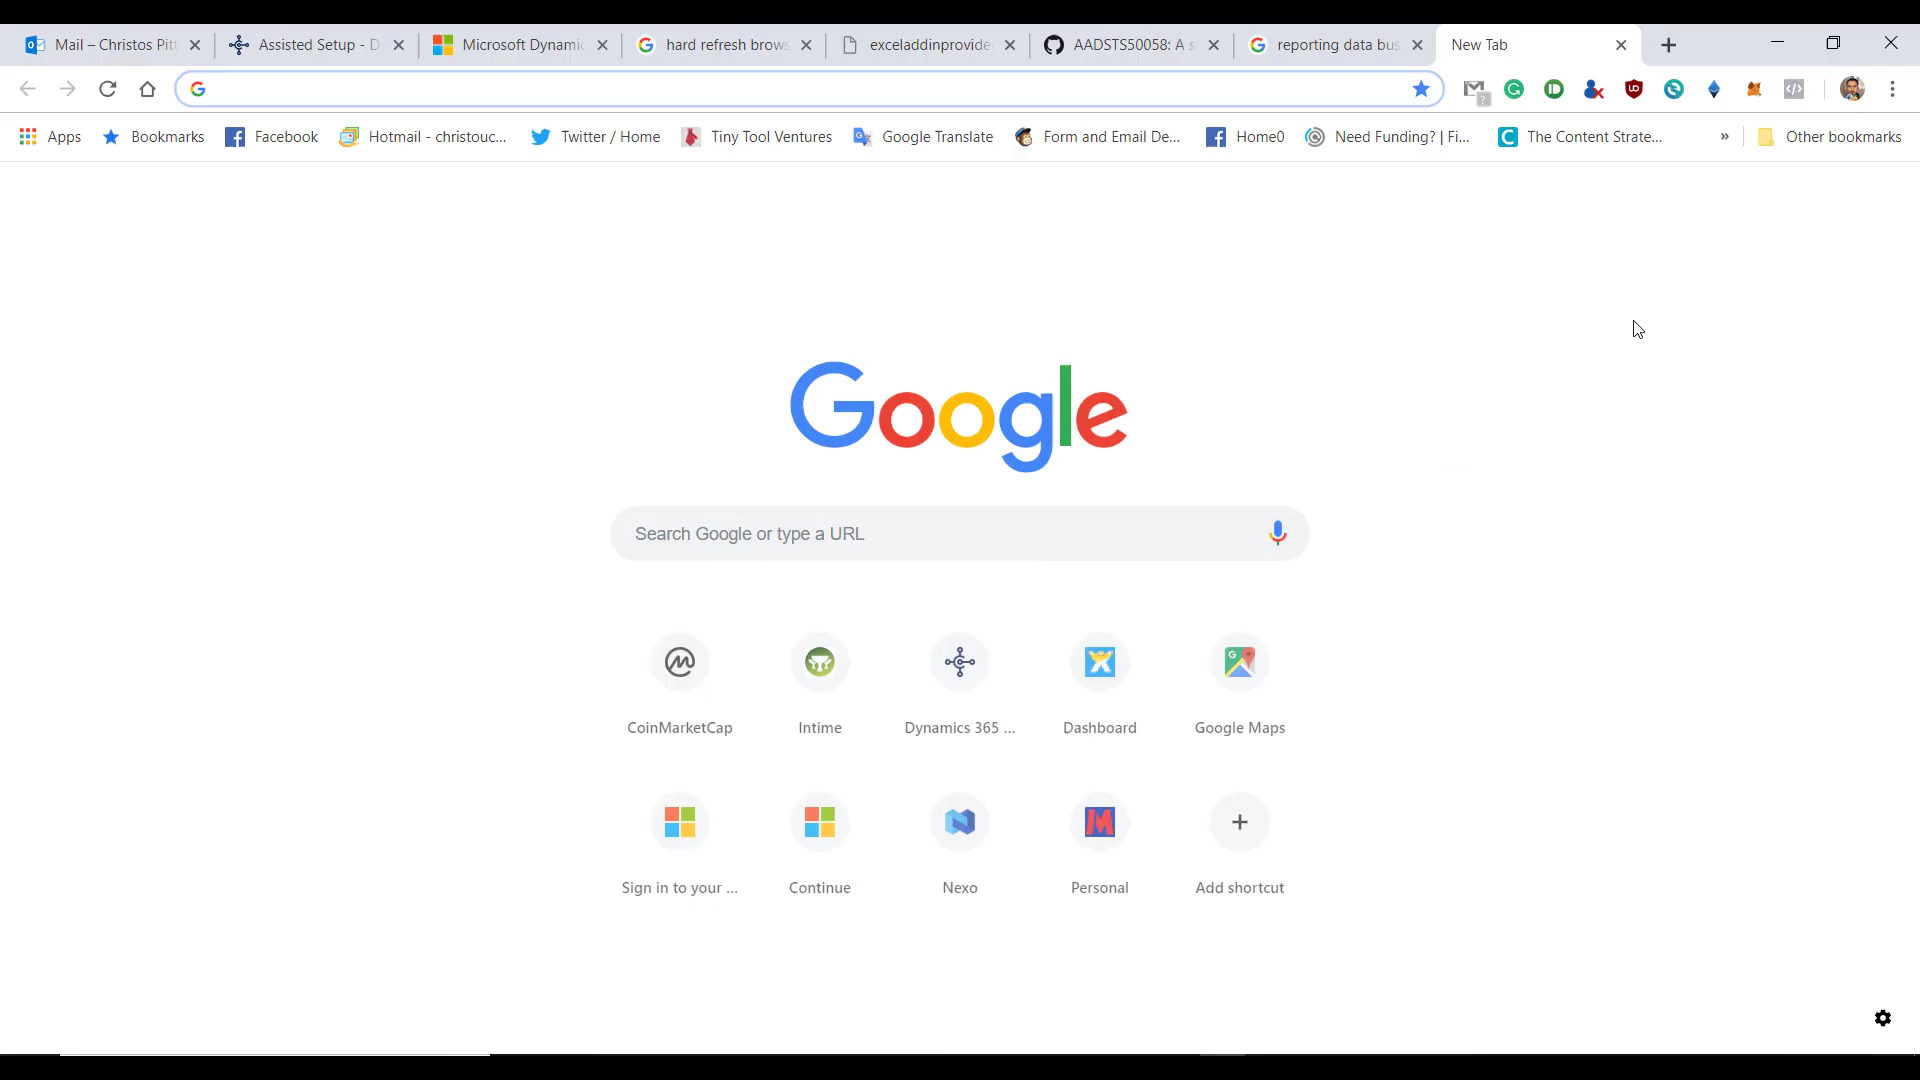 Mail – Christos Pitt
Assisted Setup - D
Microsoft Dynamic
hard refresh brows
exceladdinprovide
AADSTS50058: A s
reporting data bus
New Tab
Apps
Bookmarks
Facebook
Hotmail - christouc...
Twitter / Home
Tiny Tool Ventures
Google Translate
Form and Email De...
Home0
Need Funding? | Fi...
The Content Strate...
»
Other bookmarks
Google
Search Google or type a URL
CoinMarketCap
Intime
Dynamics 365 ...
Dashboard
Google Maps
Sign in to your ...
Continue
Nexo
Personal
Add shortcut